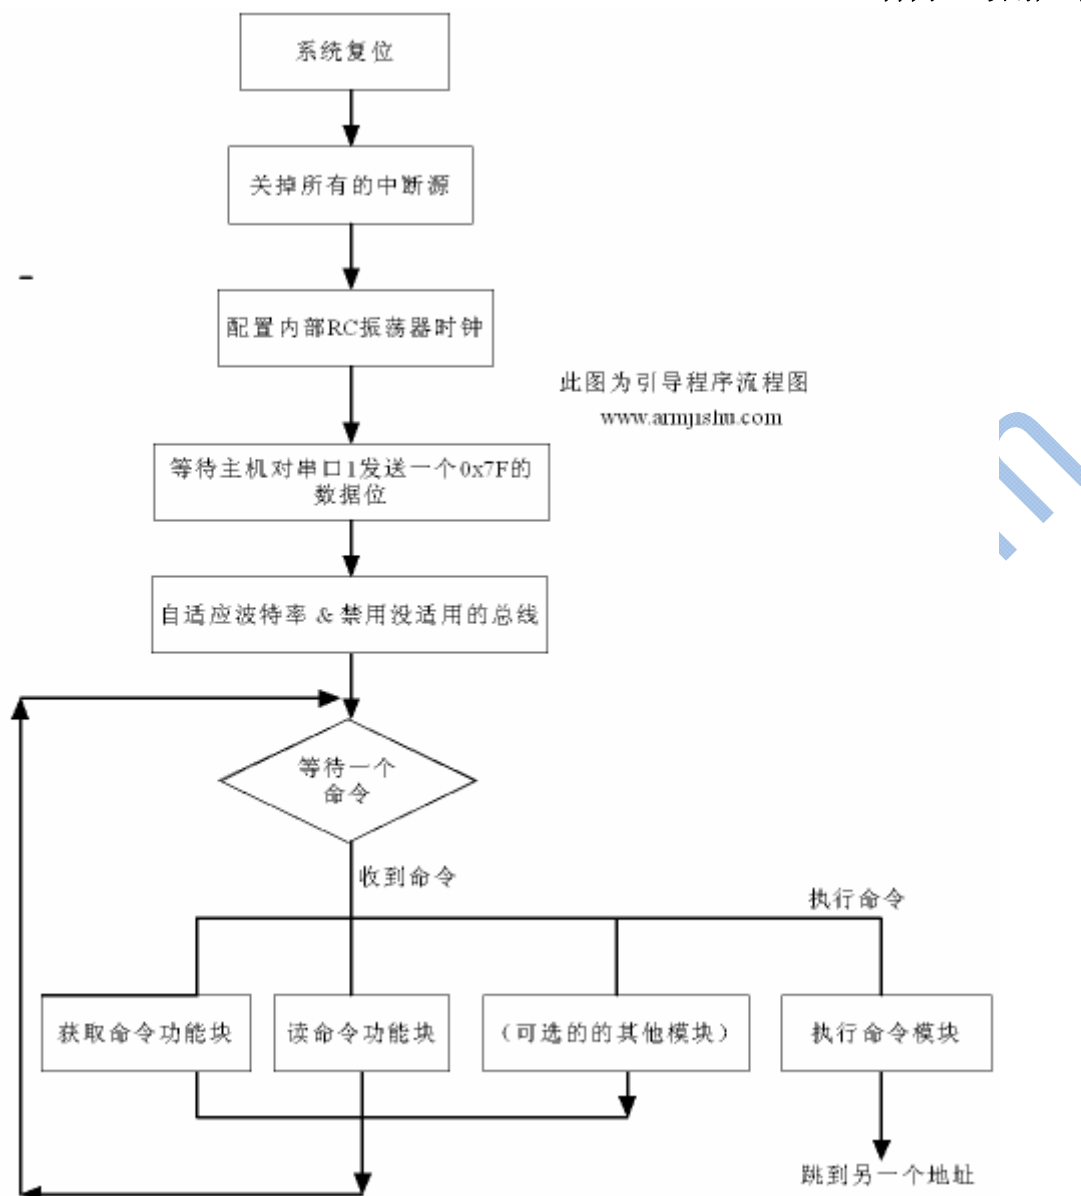 系统复位
关掉所有的中断源
配置内部RC振荡器时钟
此图为引导程序流程图
www.armjishu.com
等待主机对串口1发送一个0x7F的
数据位
自适应波特率 & 禁用没适用的总线
等待一个
命令
收到命令
执行命令
获取命令功能块
读命令功能块
（可选的的其他模块）
执行命令模块
跳到另一个地址